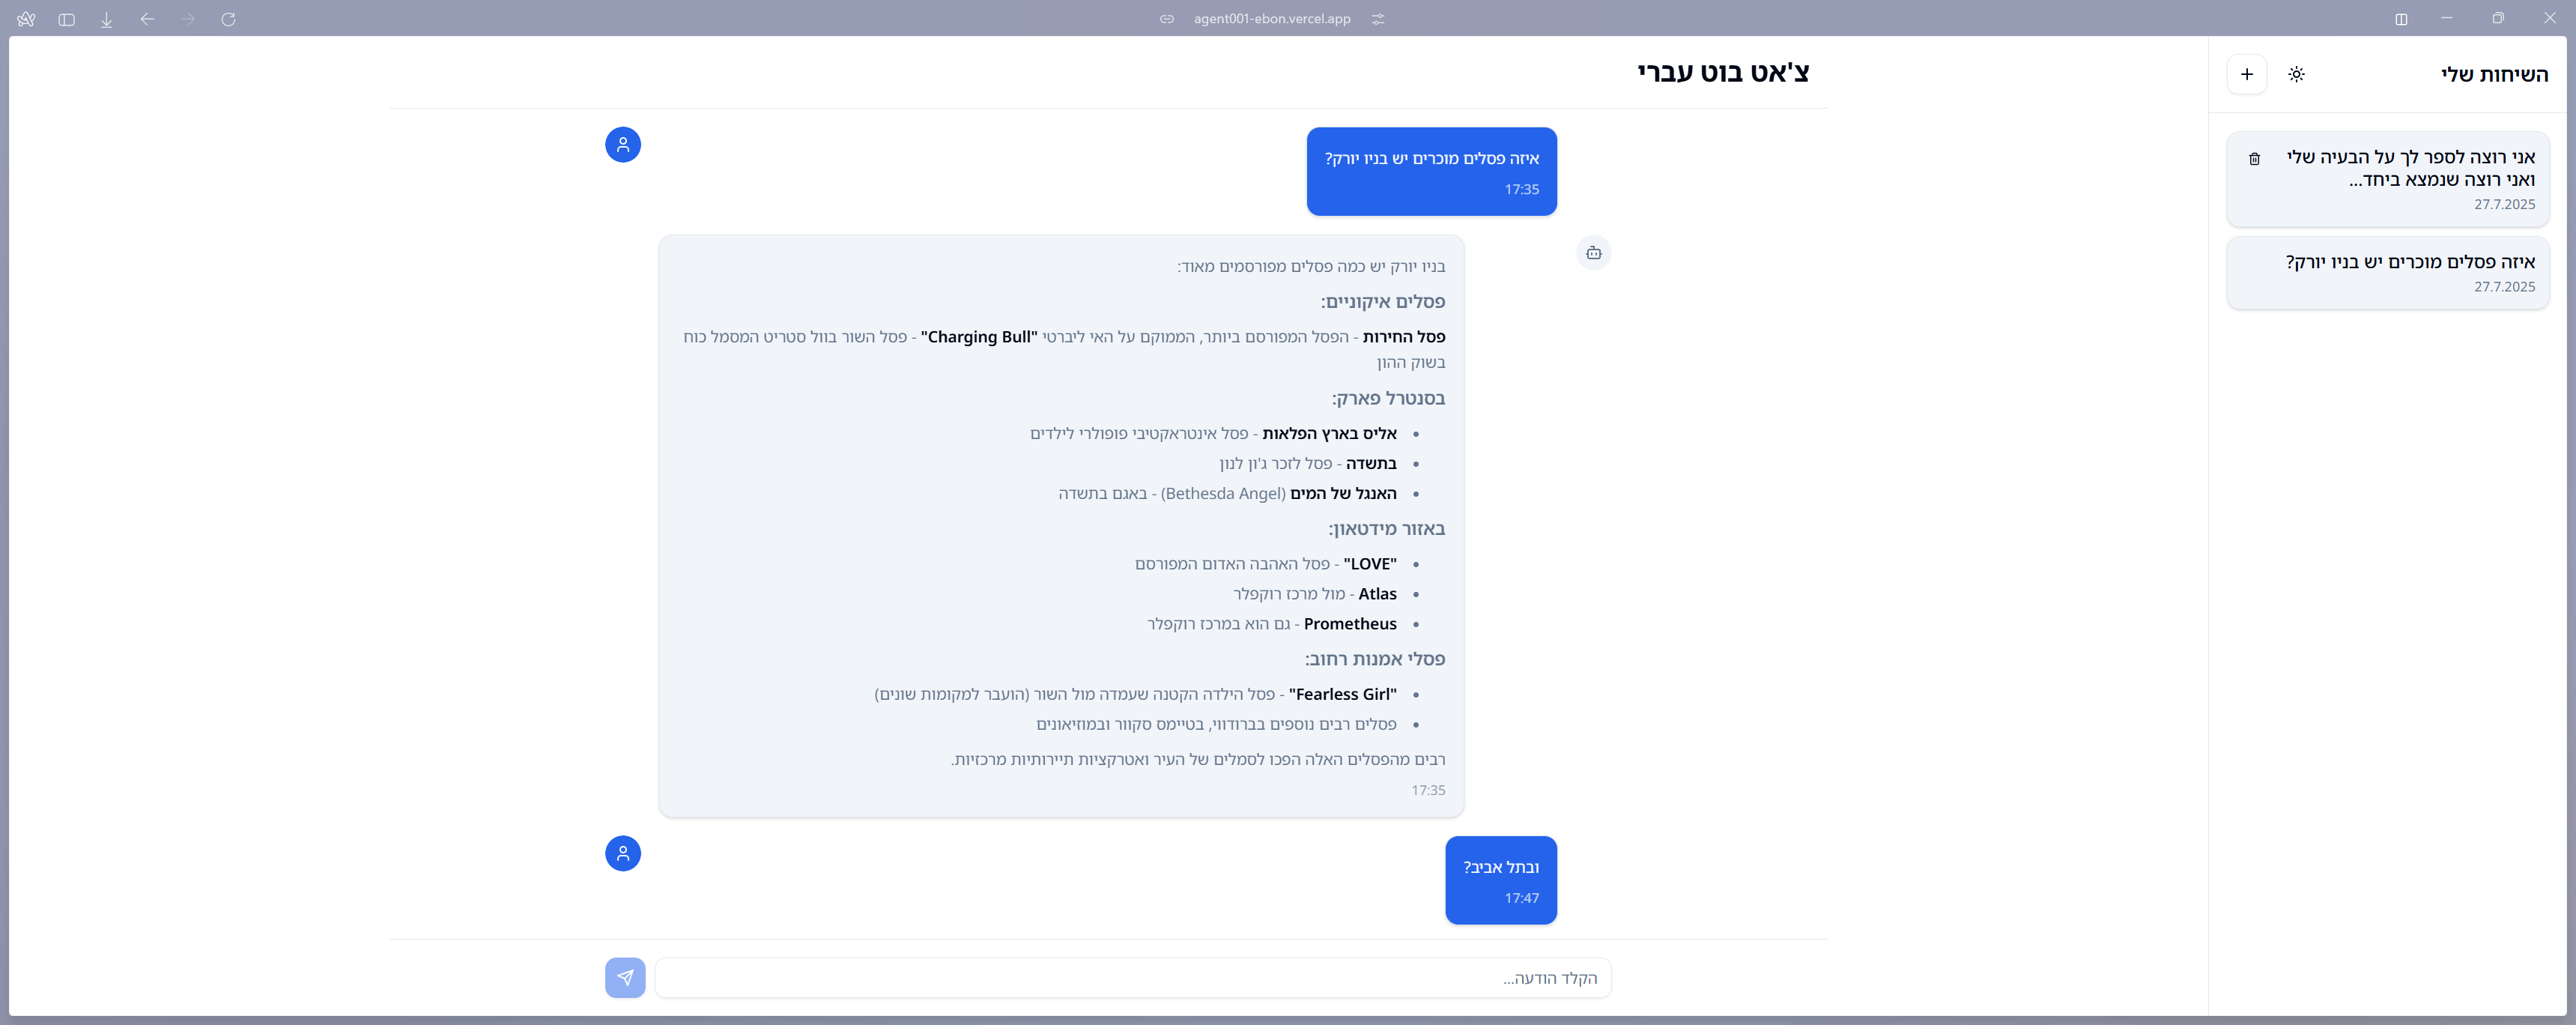 agent001-ebon.vercel.app
השיחות שלי
אני רוצה לספר לך על הבעיה שלי
ואני רוצה שנמצא ביחד...
27.7.2025
איזה פסלים מוכרים יש בניו יורק?
27.7.2025
צ'אט בוט עברי
איזה פסלים מוכרים יש בניו יורק?
17:35
בניו יורק יש כמה פסלים מפורסמים מאוד:
פסלים איקוניים:
פסל החירות - הפסל המפורסם ביותר, הממוקם על האי ליברטי "Charging Bull" - פסל השור בוול סטריט המסמל כוח
בשוק ההון
בסנטרל פארק:
• אליס בארץ הפלאות - פסל אינטראקטיבי פופולרי לילדים
• בתשדה - פסל לזכר ג'ון לנון
• האנגל של המים (Bethesda Angel) - באגם בתשדה
באזור מידטאון:
• "LOVE" - פסל האהבה האדום המפורסם
• Atlas - מול מרכז רוקפלר
• Prometheus - גם הוא במרכז רוקפלר
פסלי אמנות רחוב:
• "Fearless Girl" - פסל הילדה הקטנה שעמדה מול השור (הועבר למקומות שונים)
• פסלים רבים נוספים בברודווי, בטיימס סקוור ובמוזיאונים
רבים מהפסלים האלה הפכו לסמלים של העיר ואטרקציות תיירותיות מרכזיות.
17:35
ובתל אביב?
17:47
הקלד הודעה...